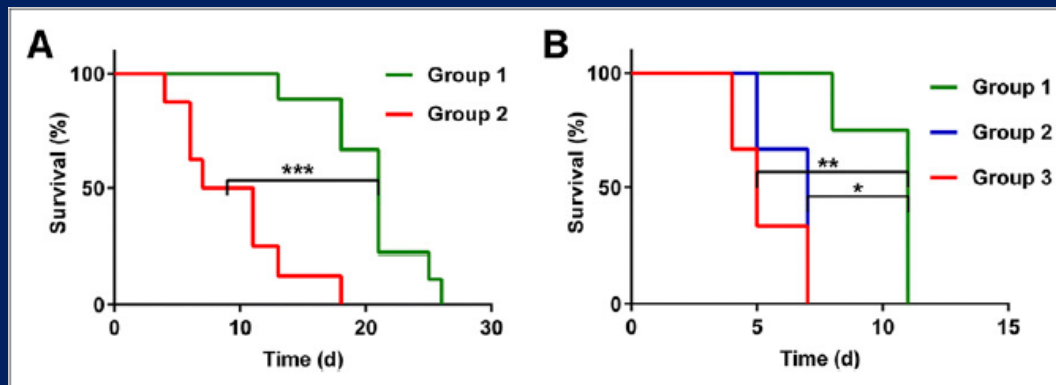 A
Group 1
Group 2
***
Survival (%)
100
50
0
0 10 20 30
Time (d)
B
Group 1
Group 2
Group 3
**
*
Survival (%)
100
50
0
0 5 10 15
Time (d)